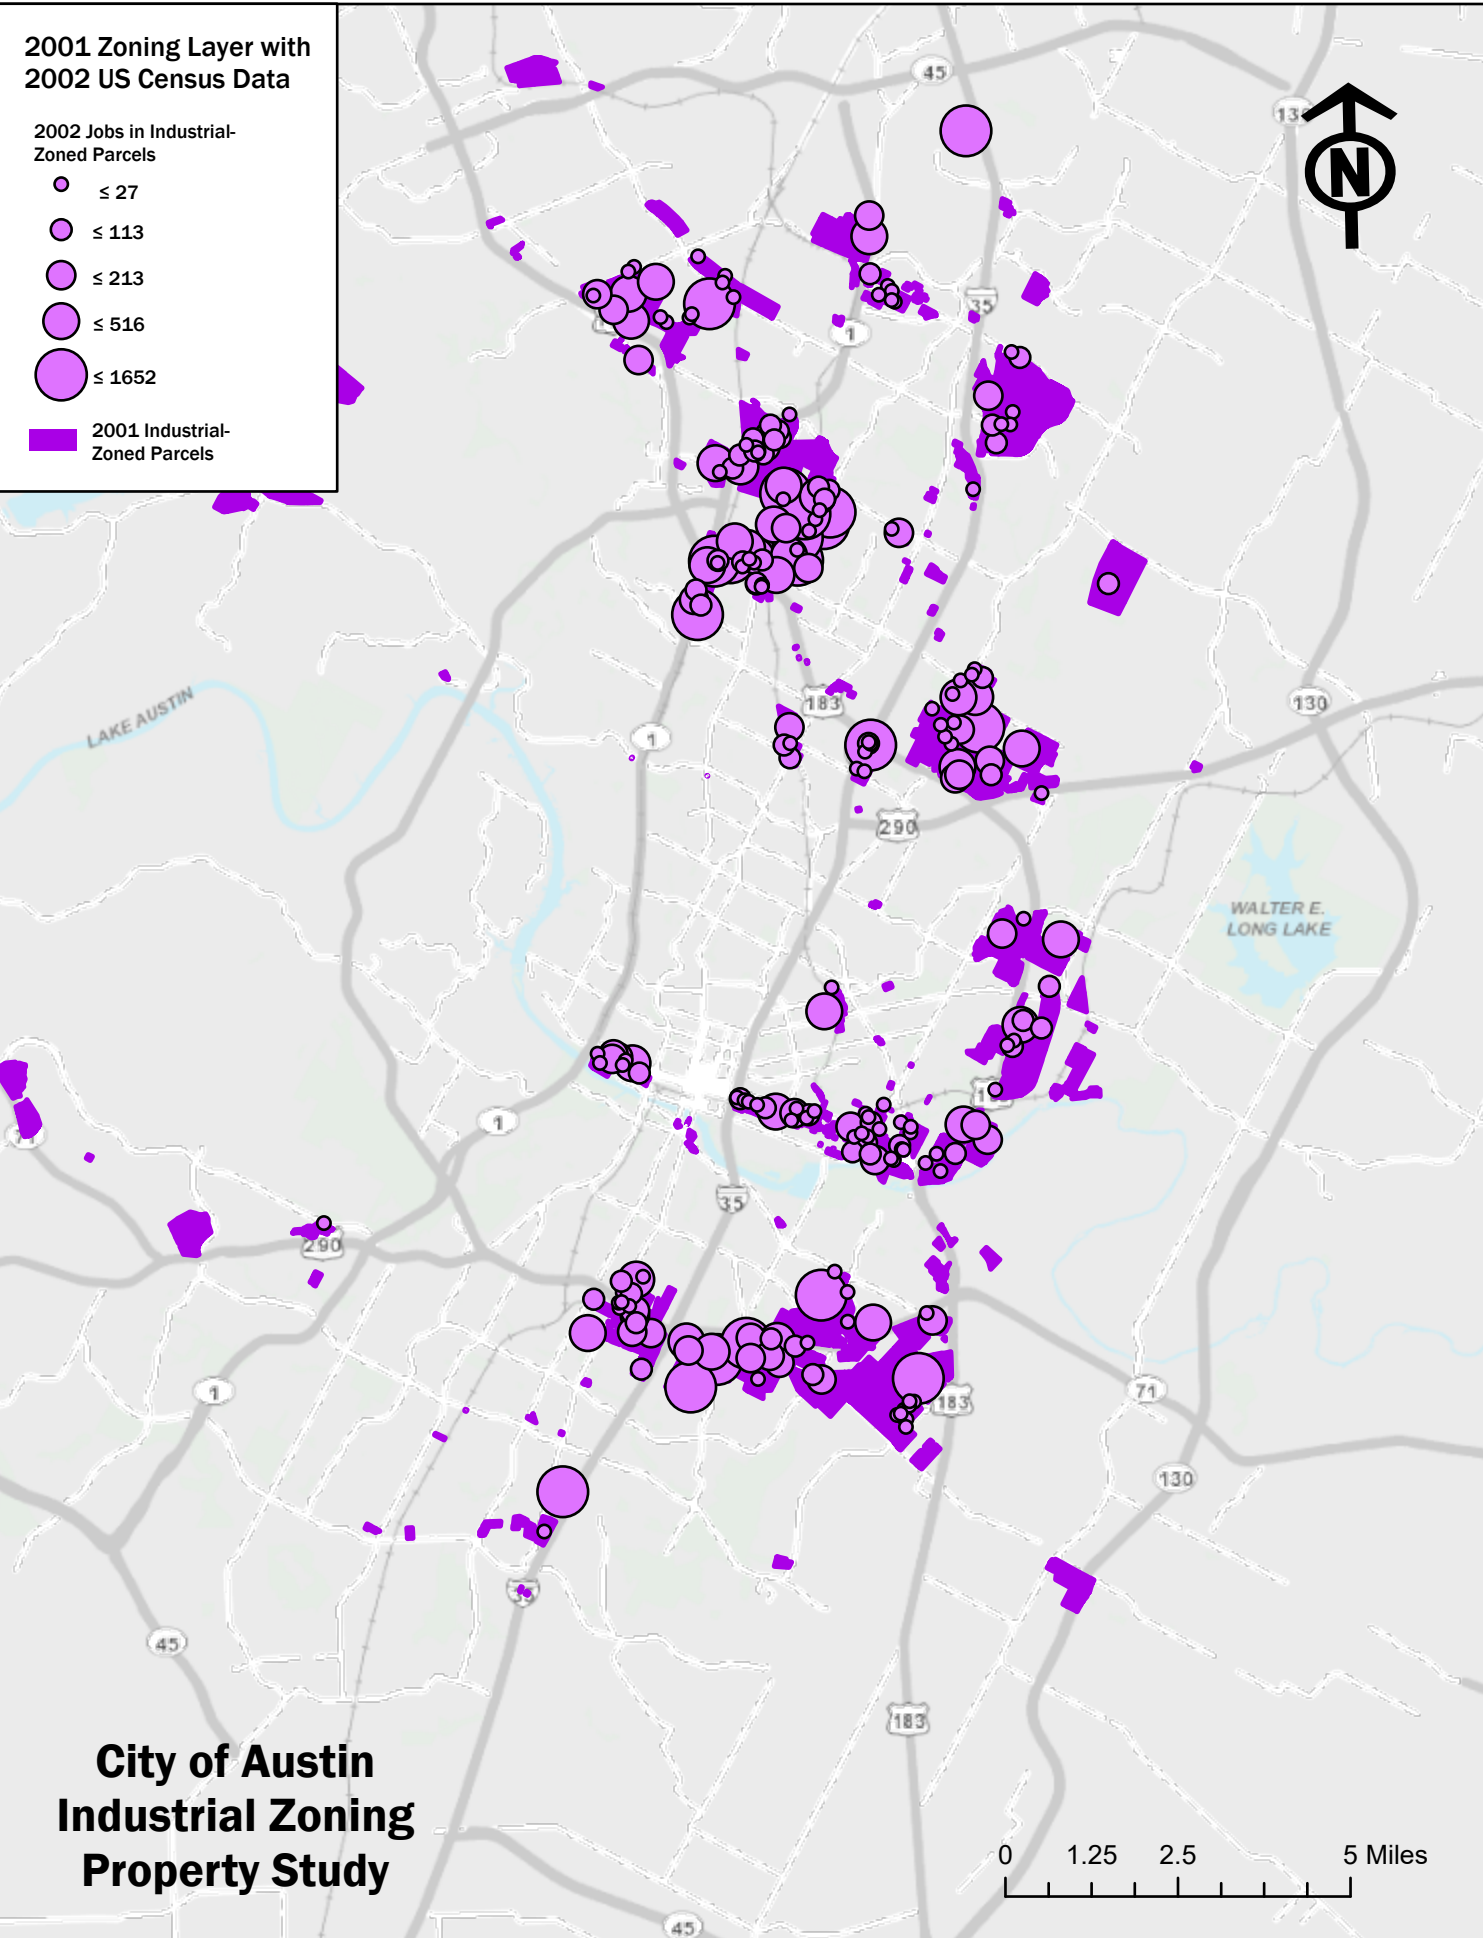 2001 Zoning Layer with
2002 US Census Data
2002 Jobs in Industrial-
Zoned Parcels
≤ 27
≤ 113
≤ 213
≤ 516
≤ 1652
2001 Industrial-
Zoned Parcels
45
130
N
35
1
LAKE AUSTIN
183
130
1
290
WALTER E.
LONG LAKE
1
35
290
1
71
183
130
35
45
183
City of Austin
Industrial Zoning
Property Study
0 1.25 2.5 5 Miles
45